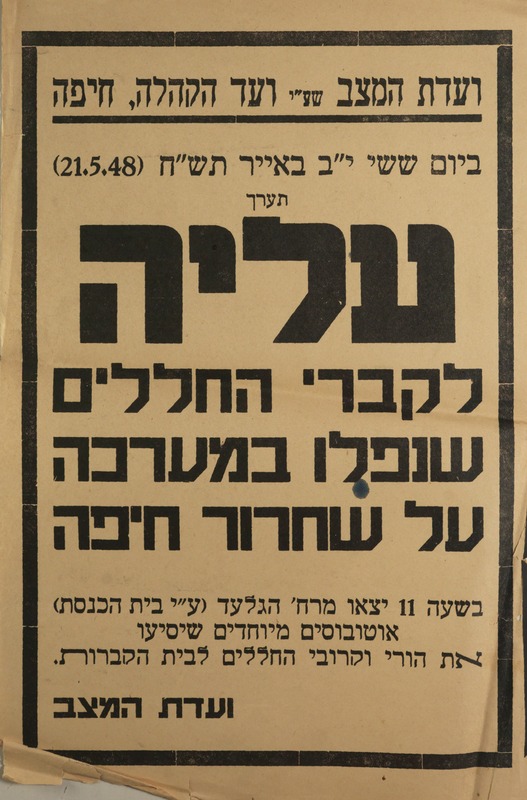 ועדת המצב שע״י ועד הקהלה, חיפה
ביום ששי י״ב באייר תש״ח (21.5.48)
תערך
עליה
לקברי החללים
שנפלו במערכה
על שחרור חיפה
בשעה 11 יצאו מרח׳ הגלעד (ע״י בית הכנסת)
אוטובוסים מיוחדים שיסיעו
את הורי וקרובי החללים לבית הקברות.
ועדת המצב